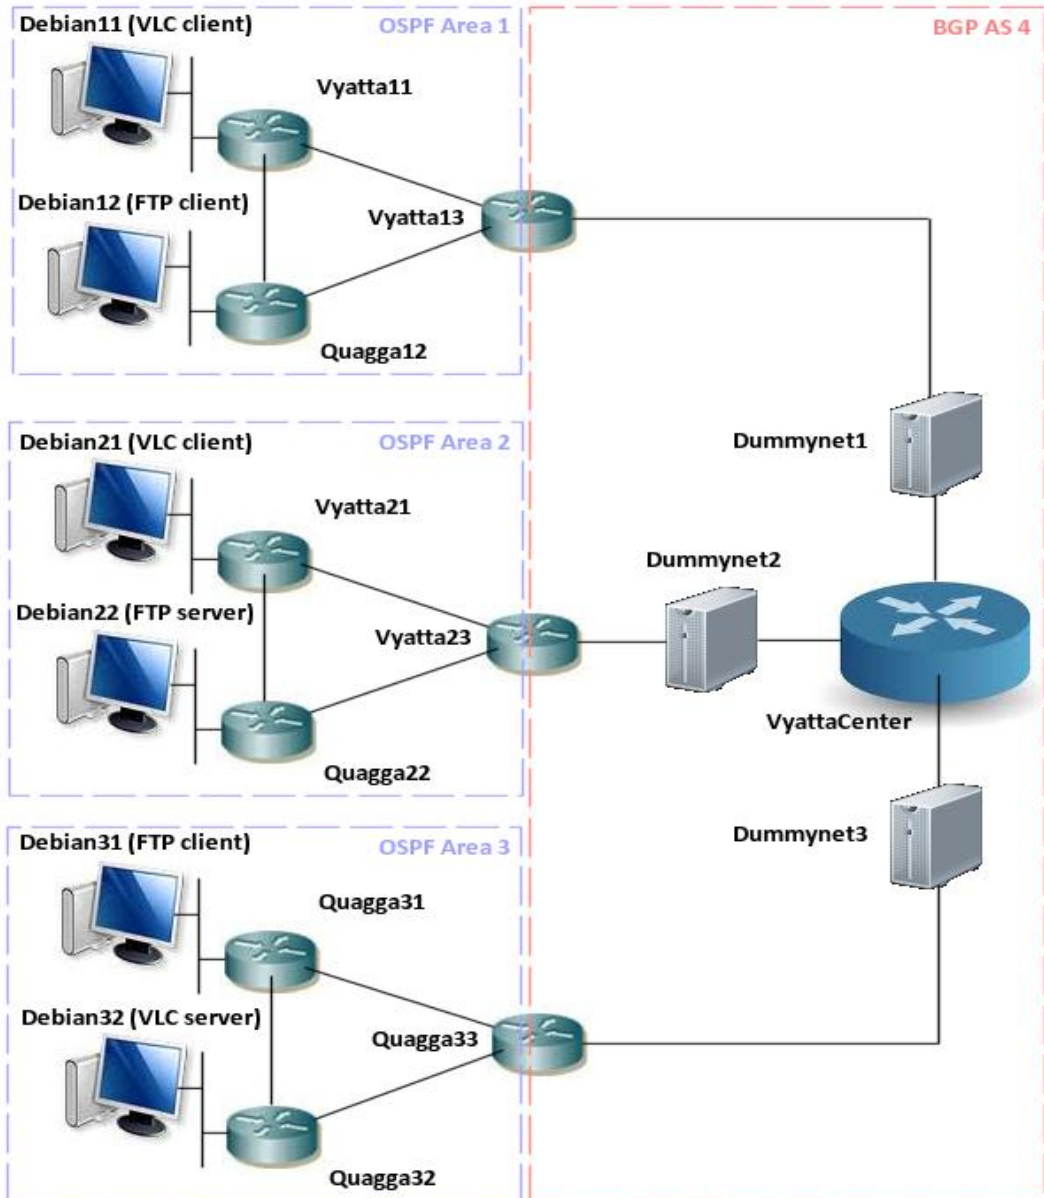 Debian11 (VLC client)
OSPF Area 1
BGP AS 4
Vyatta11
Debian12 (FTP client)
Vyatta13
Quagga12
Debian21 (VLC client)
OSPF Area 2
Dummynet1
Vyatta21
Dummynet2
Debian22 (FTP server)
Vyatta23
VyattaCenter
Quagga22
Debian31 (FTP client)
OSPF Area 3
Dummynet3
Quagga31
Debian32 (VLC server)
Quagga33
Quagga32